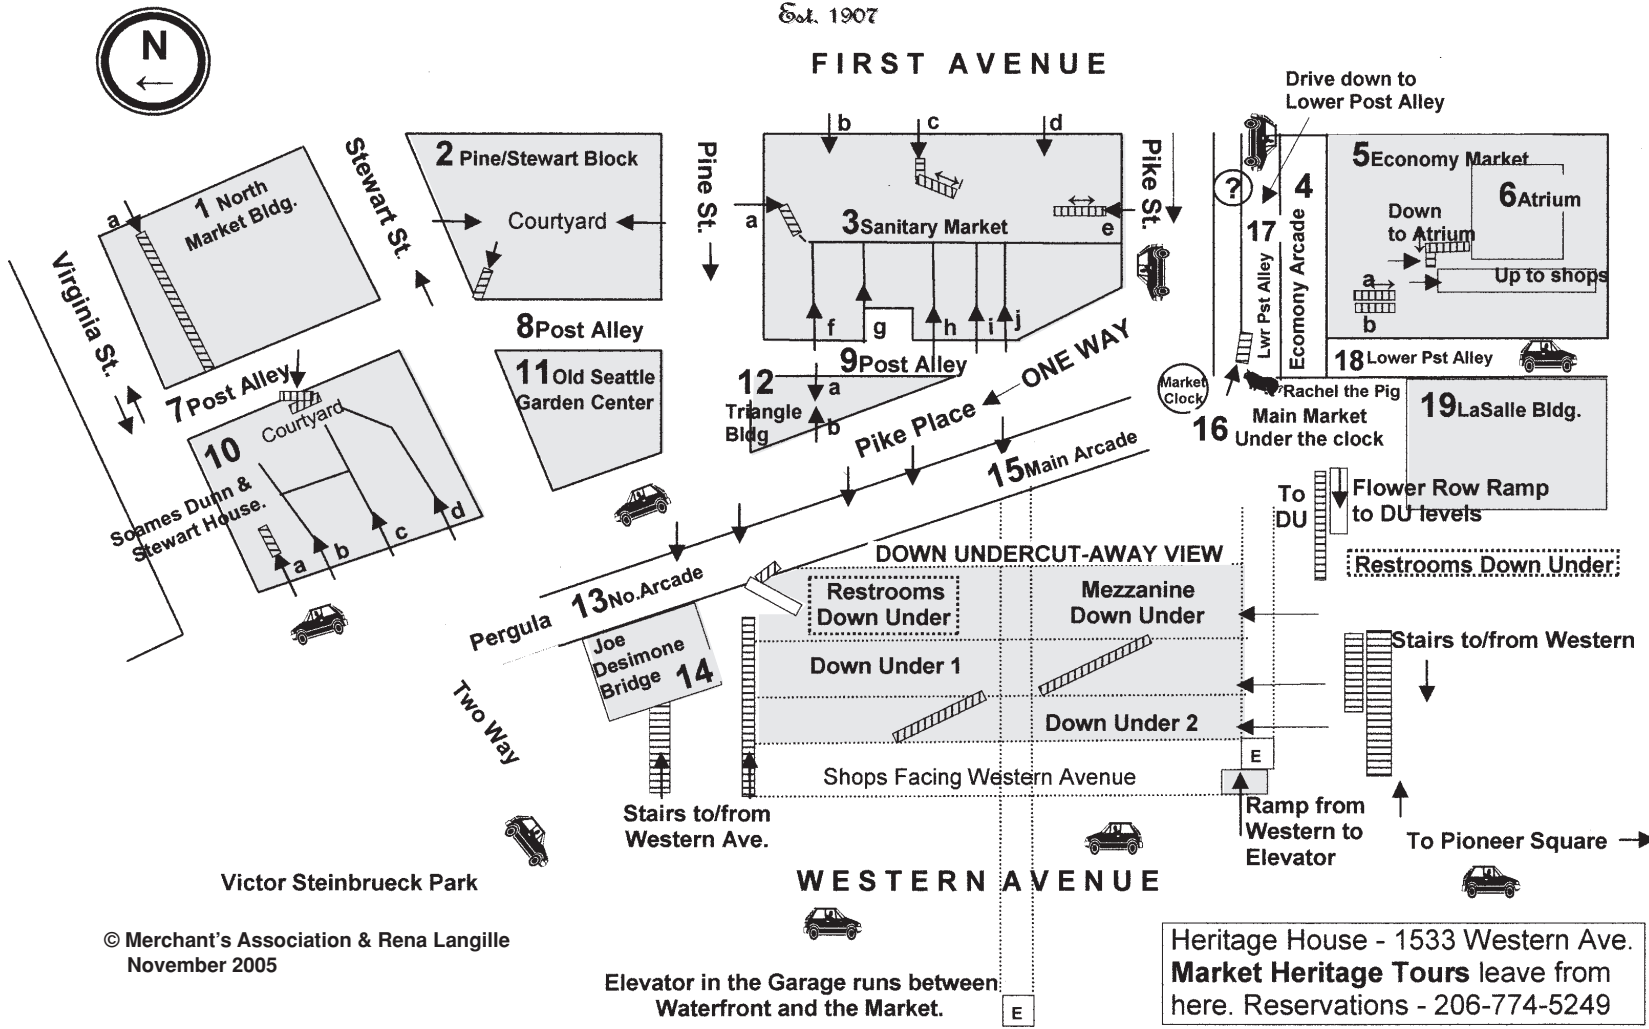 Est. 1907
FIRST AVENUE
N
Drive down to
Lower Post Alley
b
c
d
Stewart St.
2 Pine/Stewart Block
Courtyard
Pine St.
a
3 Sanitary Market
e
Pike St.
?
17
Lwr Pst Alley
4
Ecomony Arcade
5 Economy Market
6 Atrium
Down
to Atrium
Up to shops
a
b
1 North
Market Bldg.
a
Virginia St.
8 Post Alley
f
g
h
i
j
9 Post Alley
ONE WAY
18 Lower Pst Alley
7 Post Alley
11 Old Seattle
Garden Center
12
Triangle
Bldg
a
b
Pike Place
Market
Clock
Rachel the Pig
16 Main Market
Under the clock
19 LaSalle Bldg.
10
Courtyard
Soames Dunn &
Stewart House.
a
b
c
d
15 Main Arcade
To
DU
Flower Row Ramp
to DU levels
DOWN UNDERCUT-AWAY VIEW
Restrooms Down Under
13 No. Arcade
Pergula
Restrooms
Down Under
Mezzanine
Down Under
Joe
Desimone
Bridge 14
Down Under 1
Stairs to/from Western
Down Under 2
Two Way
E
Shops Facing Western Avenue
Stairs to/from
Western Ave.
Ramp from
Western to
Elevator
To Pioneer Square
Victor Steinbrueck Park
WESTERN AVENUE
© Merchant's Association & Rena Langille
November 2005
Elevator in the Garage runs between
Waterfront and the Market.
E
Heritage House - 1533 Western Ave.
Market Heritage Tours leave from
here. Reservations - 206-774-5249